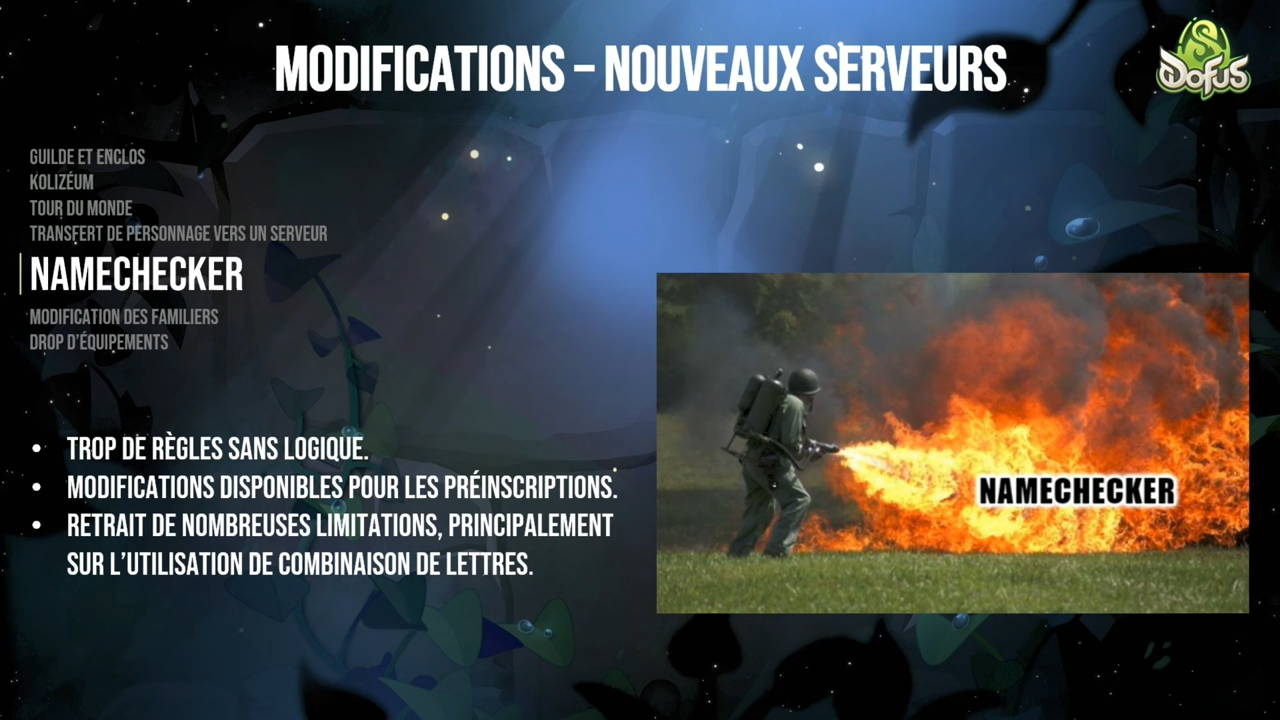 MODIFICATIONS – NOUVEAUX SERVEURS
DOFUS
GUILDE ET ENCLOS
KOLIZÉUM
TOUR DU MONDE
TRANSFERT DE PERSONNAGE VERS UN SERVEUR
NAMECHECKER
MODIFICATION DES FAMILIERS
DROP D'ÉQUIPEMENTS
• TROP DE RÈGLES SANS LOGIQUE.
• MODIFICATIONS DISPONIBLES POUR LES PRÉINSCRIPTIONS.
• RETRAIT DE NOMBREUSES LIMITATIONS, PRINCIPALEMENT
SUR L'UTILISATION DE COMBINAISON DE LETTRES.
NAMECHECKER